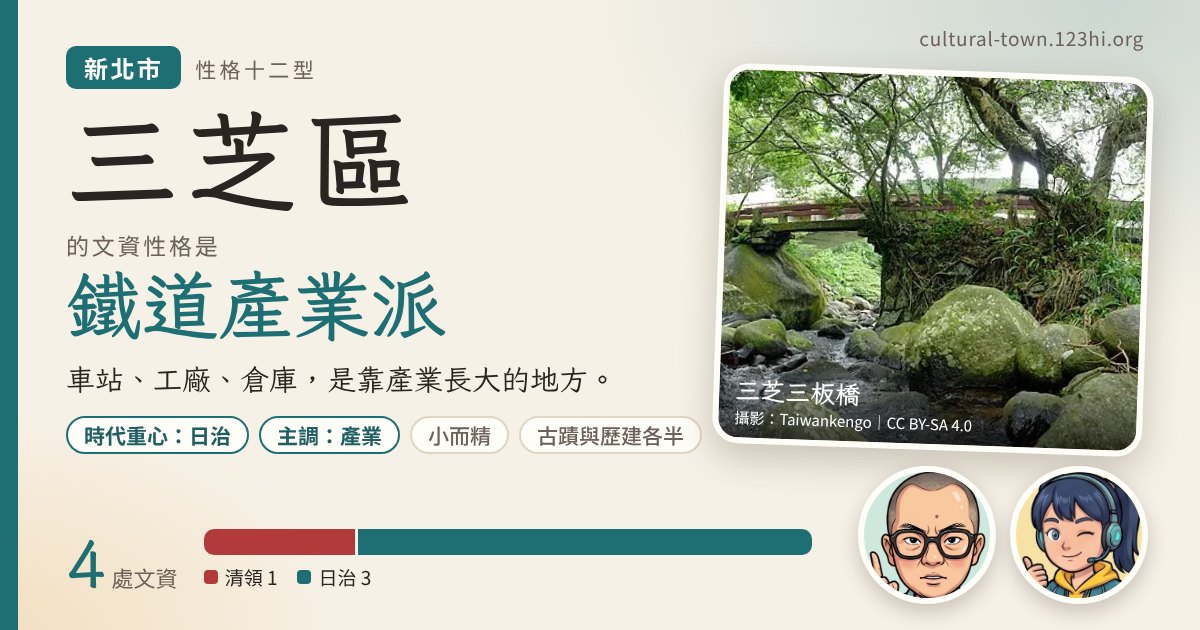 新北市 性格十二型
cultural-town.123hi.org
三芝區
的文資性格是
鐵道產業派
車站、工廠、倉庫，是靠產業長大的地方。
時代重心：日治 主調：產業 小而精 古蹟與歷建各半
三芝三板橋
攝影：Taiwankengo｜CC BY-SA 4.0
4 處文資
清領 1 日治 3